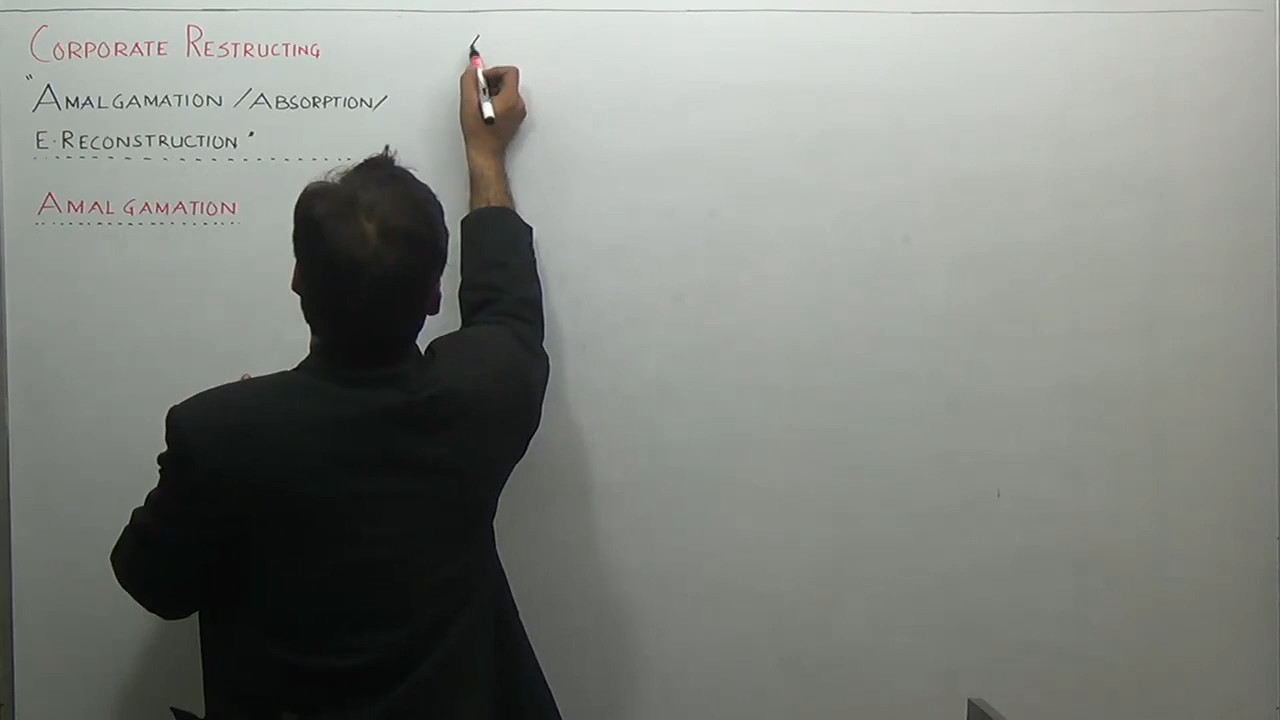 CORPORATE RESTRUCTING
"AMALGAMATION /ABSORPTION/
E.RECONSTRUCTION"
AMALGAMATION